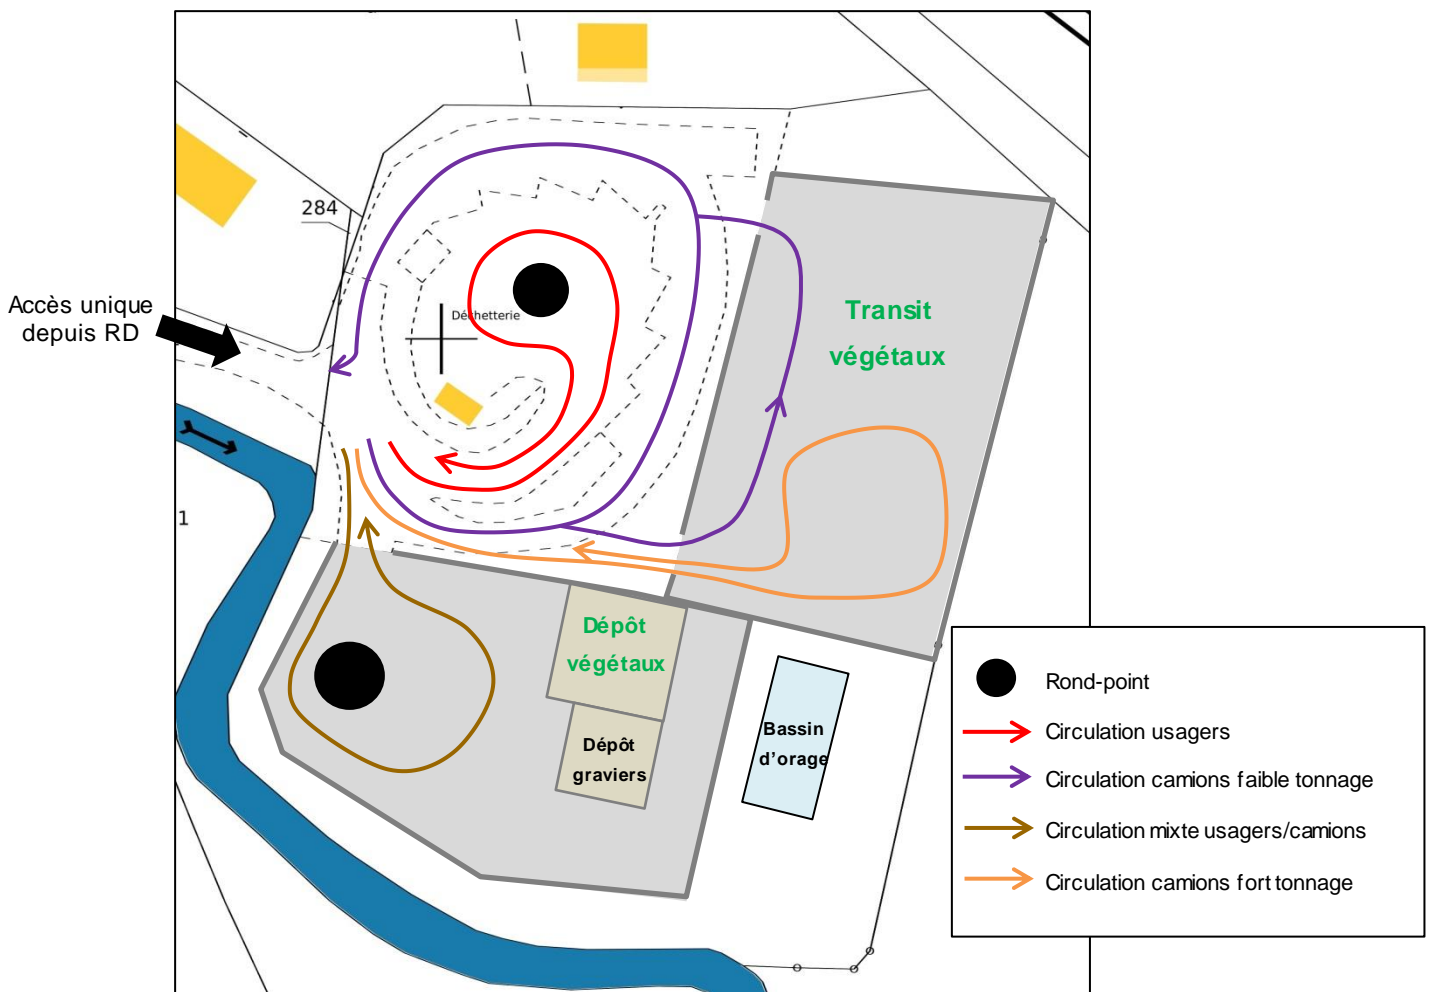 284
Accès unique
depuis RD
Déchetterie
Transit
végétaux
1
Dépôt
végétaux
Dépôt
graviers
Bassin
d’orage
Rond-point
Circulation usagers
Circulation camions faible tonnage
Circulation mixte usagers/camions
Circulation camions fort tonnage